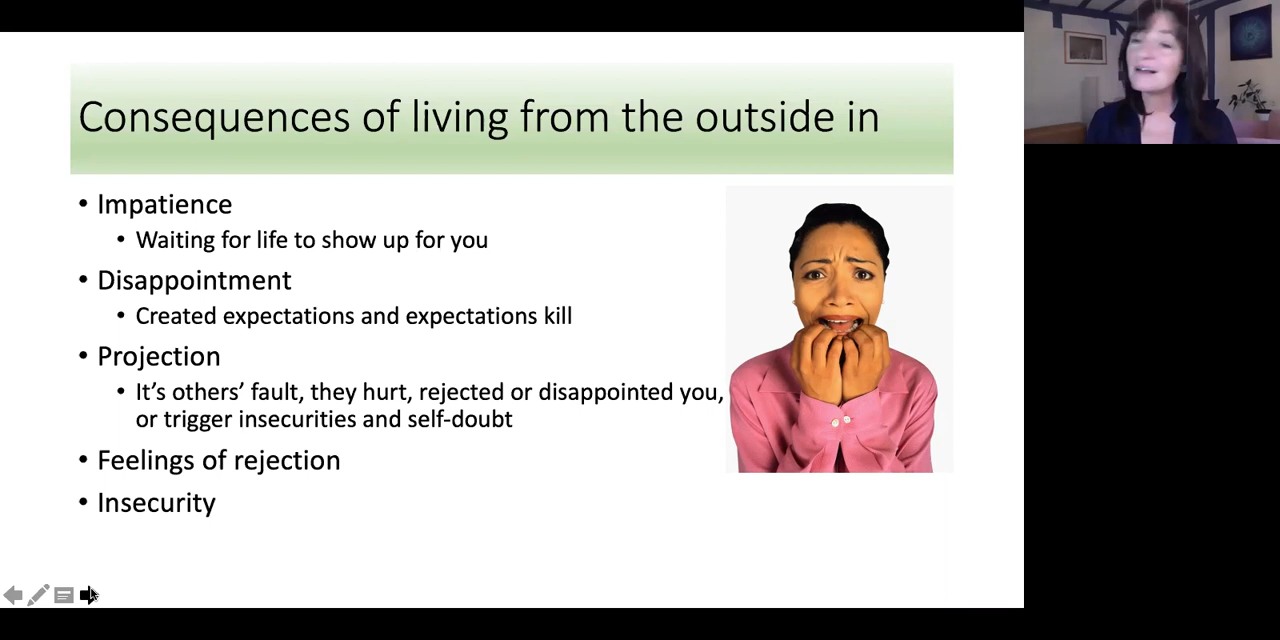 Consequences of living from the outside in
• Impatience
• Waiting for life to show up for you
• Disappointment
• Created expectations and expectations kill
• Projection
• It's others' fault, they hurt, rejected or disappointed you,
or trigger insecurities and self-doubt
• Feelings of rejection
• Insecurity